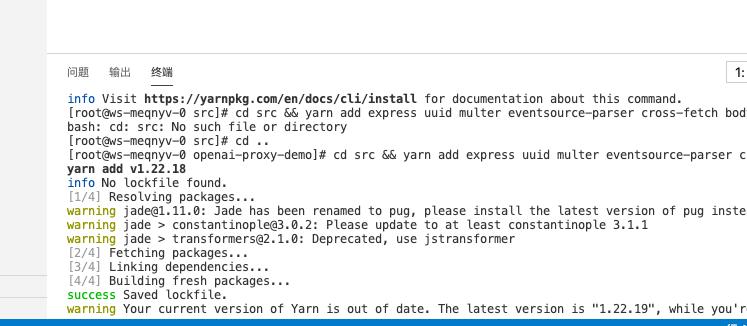 问题 输出 终端
1:
info Visit https://yarnpkg.com/en/docs/cli/install for documentation about this command.
[root@ws-meqnyv-0 src]# cd src && yarn add express uuid multer eventsource-parser cross-fetch bod
bash: cd: src: No such file or directory
[root@ws-meqnyv-0 src]# cd ..
[root@ws-meqnyv-0 openai-proxy-demo]# cd src && yarn add express uuid multer eventsource-parser c
yarn add v1.22.18
info No lockfile found.
[1/4] Resolving packages...
warning jade@1.11.0: Jade has been renamed to pug, please install the latest version of pug inste
warning jade > constantinople@3.0.2: Please update to at least constantinople 3.1.1
warning jade > transformers@2.1.0: Deprecated, use jstransformer
[2/4] Fetching packages...
[3/4] Linking dependencies...
[4/4] Building fresh packages...
success Saved lockfile.
warning Your current version of Yarn is out of date. The latest version is "1.22.19", while you'r